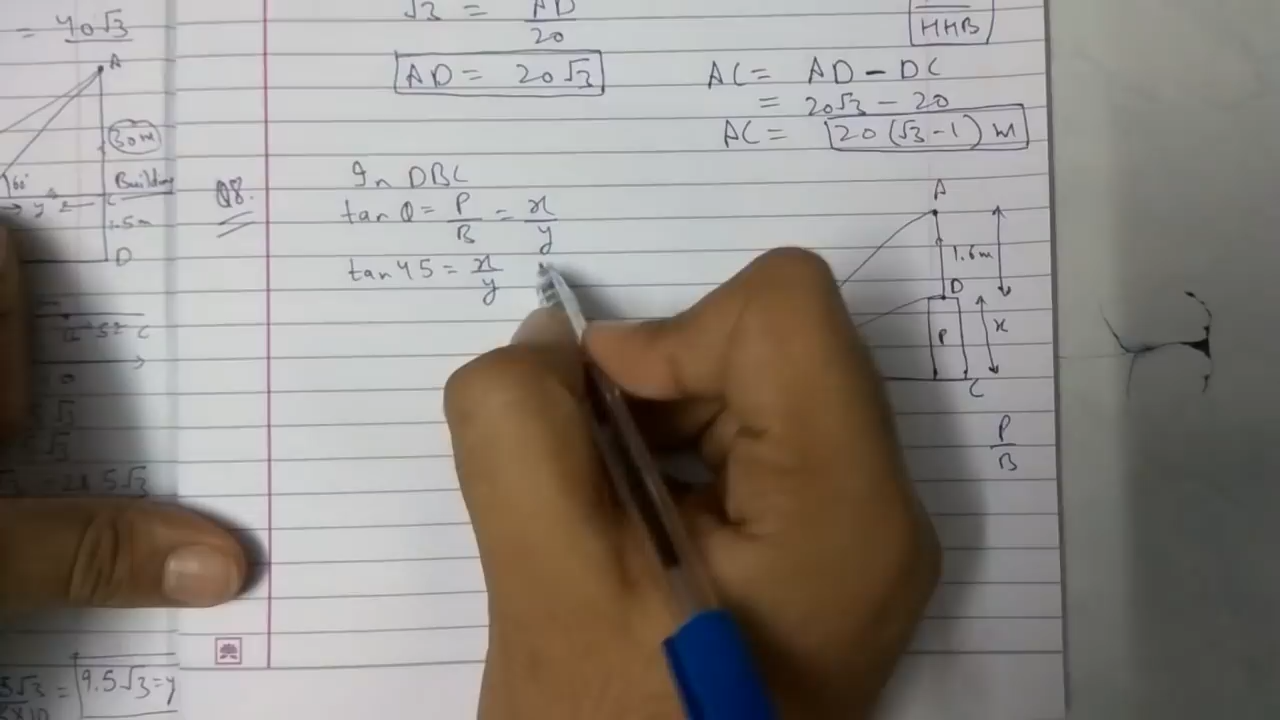 = 40√3
A
30m
60°
Building
y
C
1.5m
D
C
9.5√3 = y
√3 = AD
20
AD = 20√3
HHB
AC = AD - DC
= 20√3 - 20
AC = 20(√3-1) m
Q8.
In DBC
tan θ = P/B = x/y
tan 45 = x/y
A
1.6m
D
P
x
C
P
B